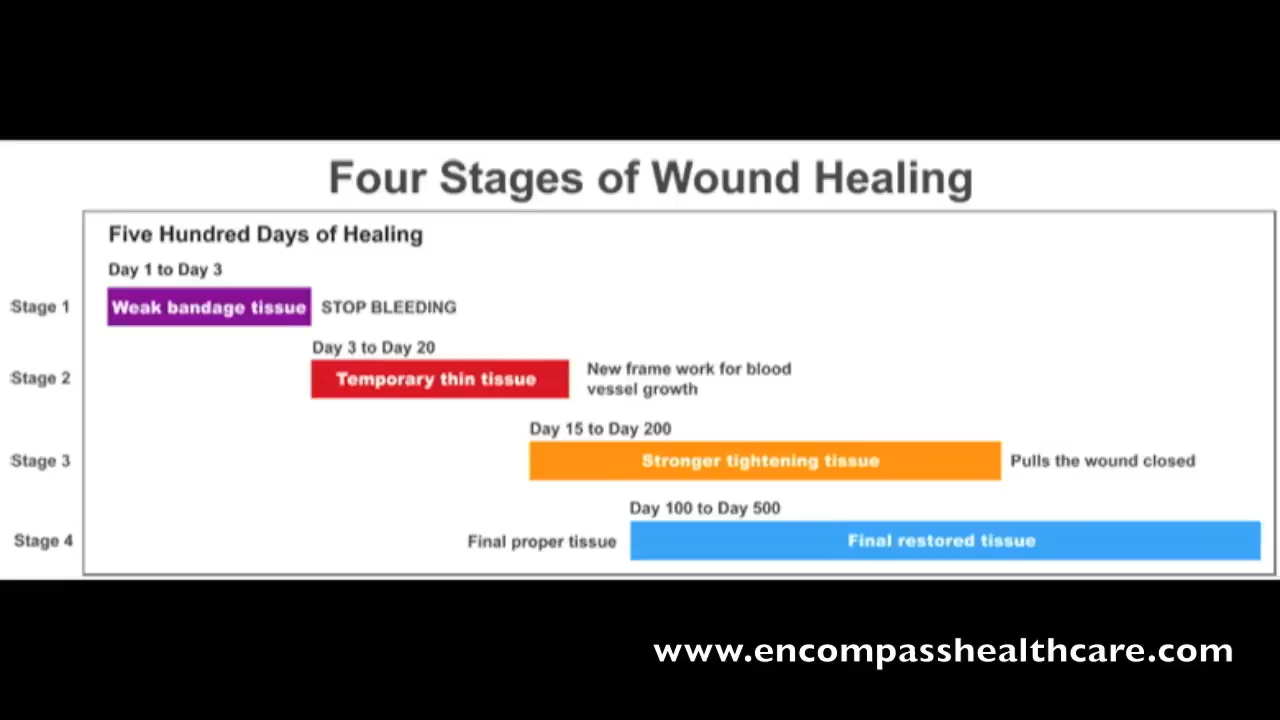 Four Stages of Wound Healing
Five Hundred Days of Healing
Day 1 to Day 3
Stage 1
Weak bandage tissue
STOP BLEEDING
Day 3 to Day 20
Stage 2
Temporary thin tissue
New frame work for blood
vessel growth
Day 15 to Day 200
Stage 3
Stronger tightening tissue
Pulls the wound closed
Day 100 to Day 500
Stage 4
Final proper tissue
Final restored tissue
www.encompasshealthcare.com